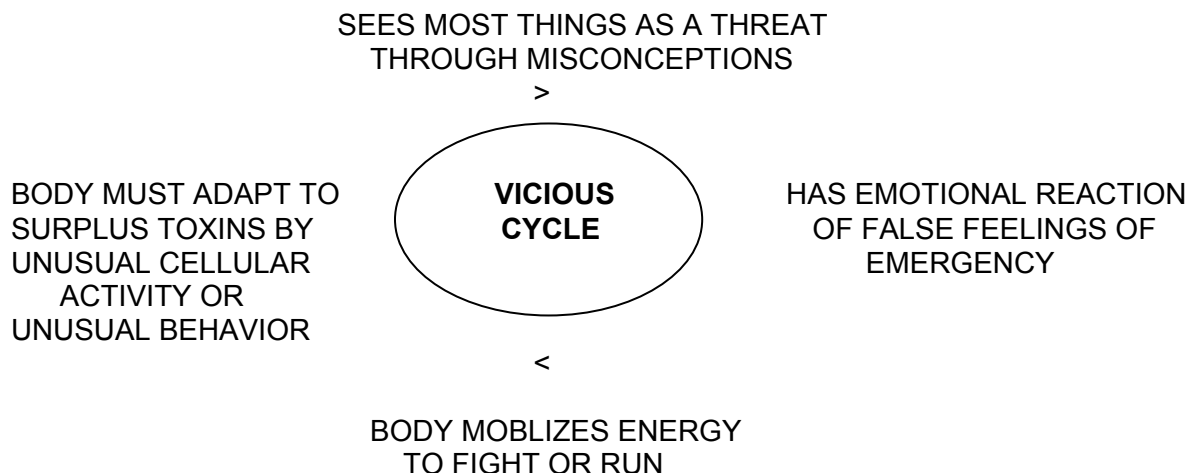 SEES MOST THINGS AS A THREAT
THROUGH MISCONCEPTIONS
>
VICIOUS
CYCLE
HAS EMOTIONAL REACTION
OF FALSE FEELINGS OF
EMERGENCY
<
BODY MOBLIZES ENERGY
TO FIGHT OR RUN
BODY MUST ADAPT TO
SURPLUS TOXINS BY
UNUSUAL CELLULAR
ACTIVITY OR
UNUSUAL BEHAVIOR